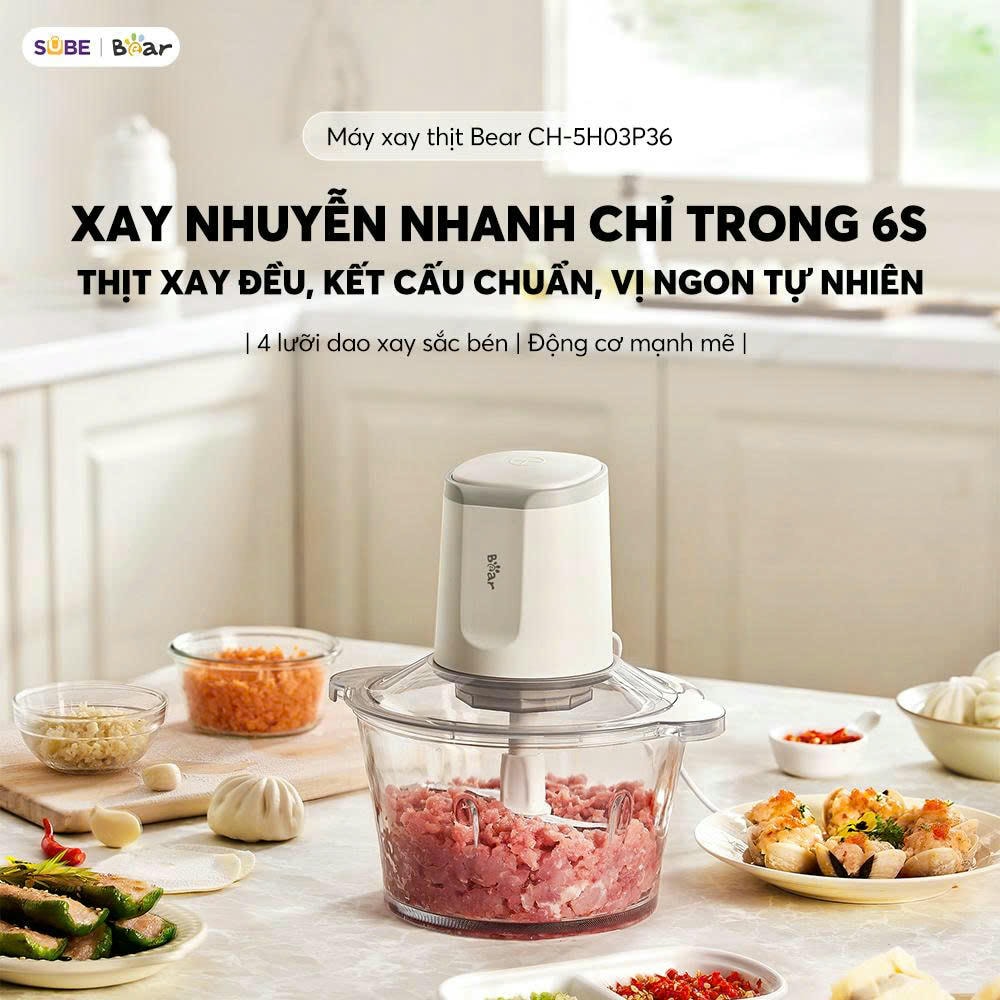 SUBE | Bear
Máy xay thịt Bear CH-5H03P36
XAY NHUYỄN NHANH CHỈ TRONG 6S
THỊT XAY ĐỀU, KẾT CẤU CHUẨN, VỊ NGON TỰ NHIÊN
| 4 lưỡi dao xay sắc bén | Động cơ mạnh mẽ |
Bear